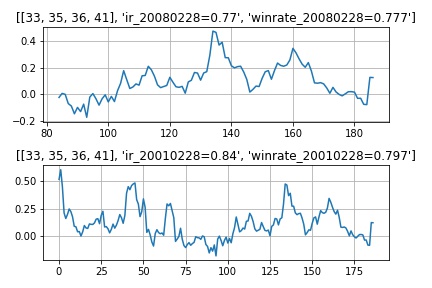 [[33, 35, 36, 41], 'ir_20080228=0.77', 'winrate_20080228=0.777']
0.4
0.2
0.0
−0.2
80 100 120 140 160 180
[[33, 35, 36, 41], 'ir_20010228=0.84', 'winrate_20010228=0.797']
0.50
0.25
0.00
0 25 50 75 100 125 150 175